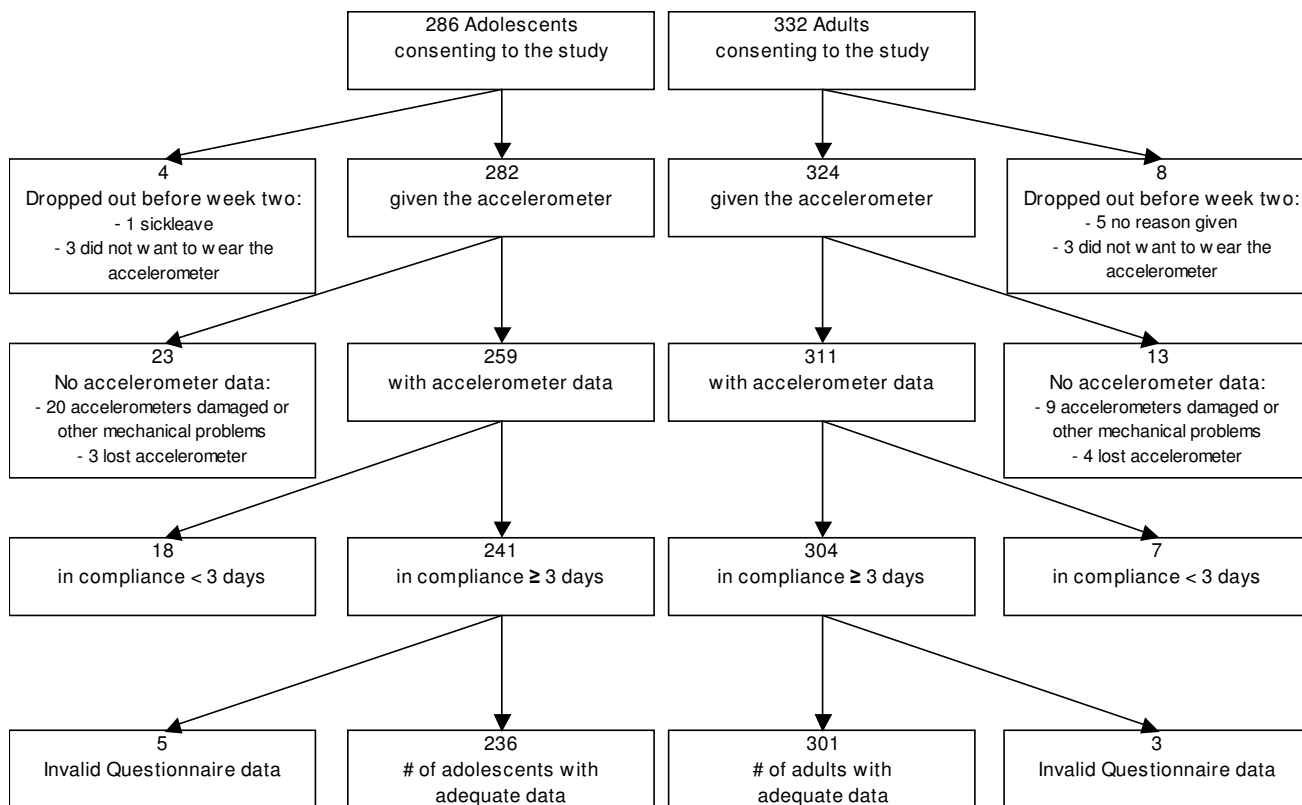 286 Adolescents
consenting to the study
332 Adults
consenting to the study
4
Dropped out before week two:
- 1 sickleave
- 3 did not want to wear the
accelerometer
282
given the accelerometer
324
given the accelerometer
8
Dropped out before week two:
- 5 no reason given
- 3 did not want to wear the
accelerometer
23
No accelerometer data:
- 20 accelerometers damaged or
other mechanical problems
- 3 lost accelerometer
259
with accelerometer data
311
with accelerometer data
13
No accelerometer data:
- 9 accelerometers damaged or
other mechanical problems
- 4 lost accelerometer
18
in compliance < 3 days
241
in compliance ≥ 3 days
304
in compliance ≥ 3 days
7
in compliance < 3 days
5
Invalid Questionnaire data
236
# of adolescents with
adequate data
301
# of adults with
adequate data
3
Invalid Questionnaire data